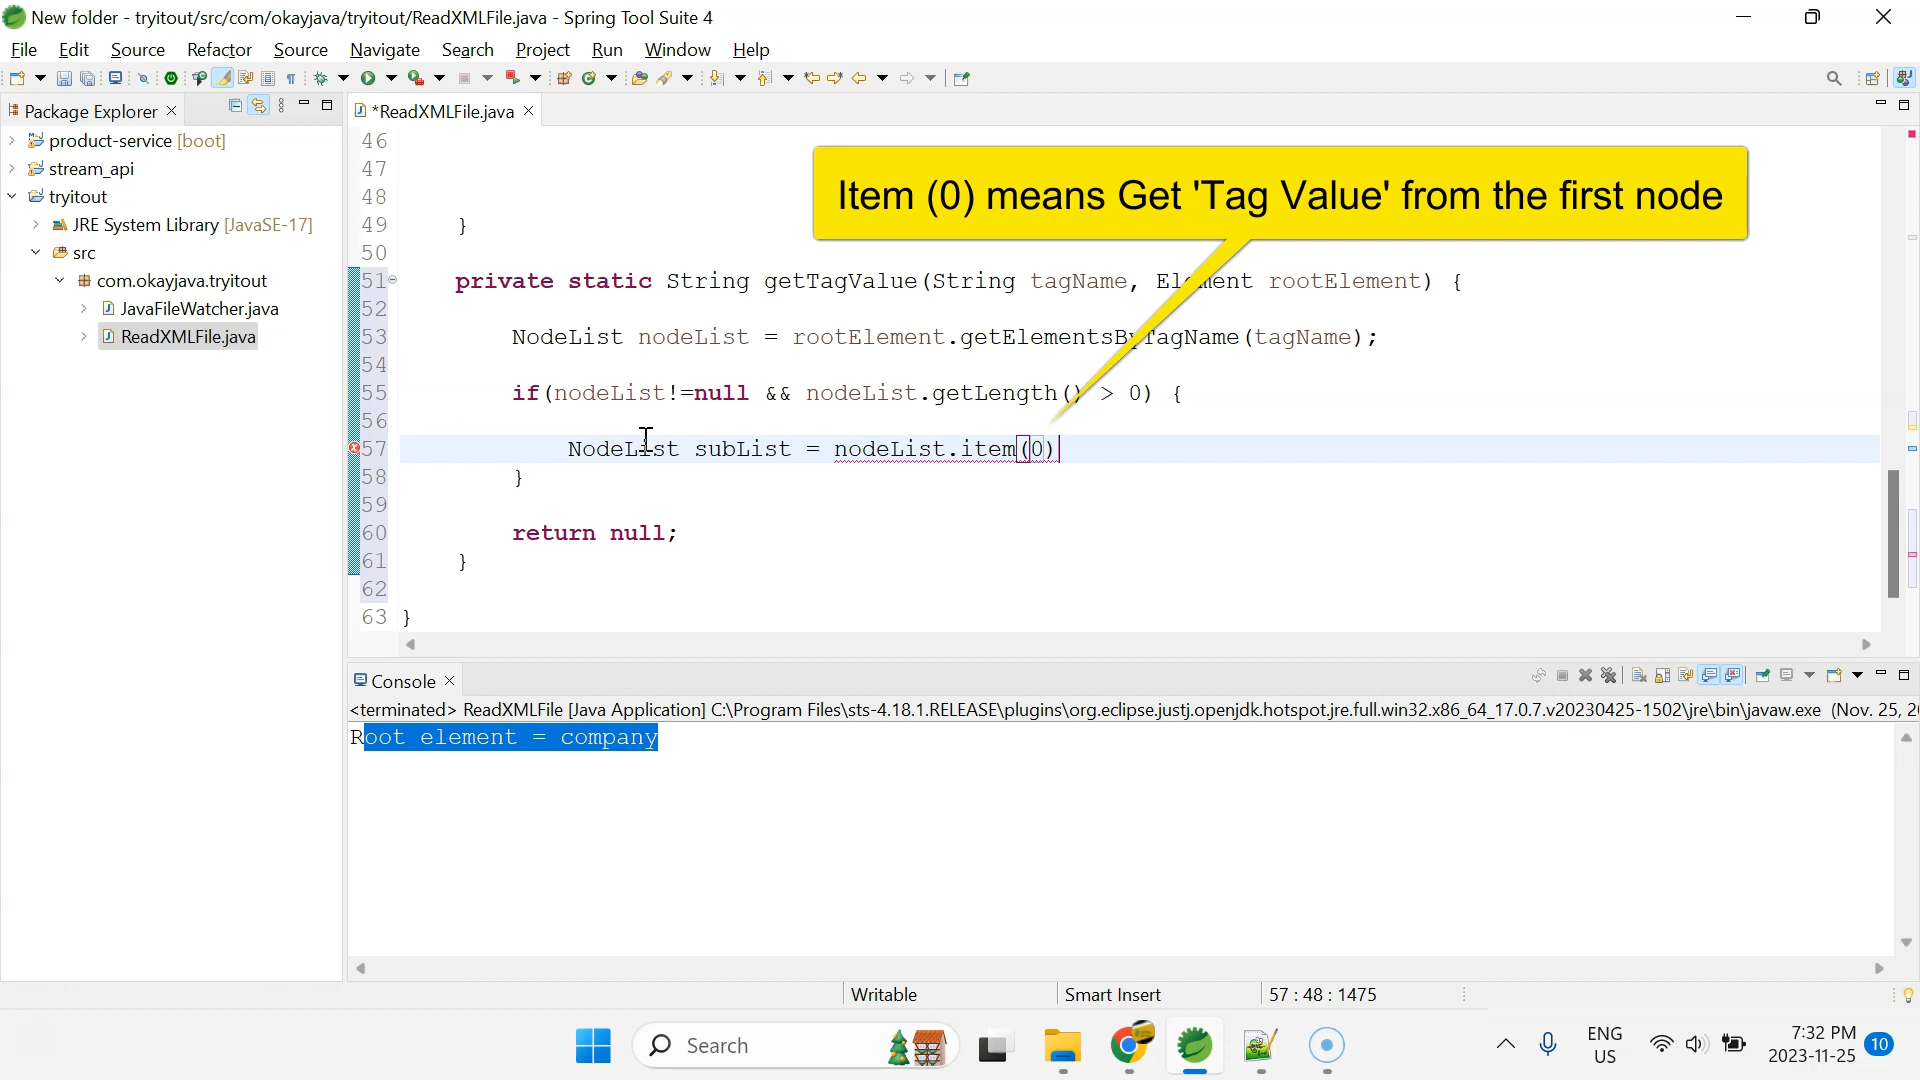 New folder - tryitout/src/com/okayjava/tryitout/ReadXMLFile.java - Spring Tool Suite 4
File Edit Source Refactor Source Navigate Search Project Run Window Help
Package Explorer
product-service [boot]
stream_api
tryitout
JRE System Library [JavaSE-17]
src
com.okayjava.tryitout
JavaFileWatcher.java
ReadXMLFile.java
*ReadXMLFile.java
46
47
48
49 }
50
51 private static String getTagValue(String tagName, Element rootElement) {
52
53 NodeList nodeList = rootElement.getElementsByTagName(tagName);
54
55 if(nodeList!=null && nodeList.getLength() > 0) {
56
57 NodeList subList = nodeList.item(0)
58 }
59
60 return null;
61 }
62
63 }
Item (0) means Get 'Tag Value' from the first node
Console
<terminated> ReadXMLFile [Java Application] C:\Program Files\sts-4.18.1.RELEASE\plugins\org.eclipse.justj.openjdk.hotspot.jre.full.win32.x86_64_17.0.7.v20230425-1502\jre\bin\javaw.exe (Nov. 25, 2
Root element = company
Writable Smart Insert 57 : 48 : 1475
Search
ENG
US
7:32 PM
2023-11-25
10